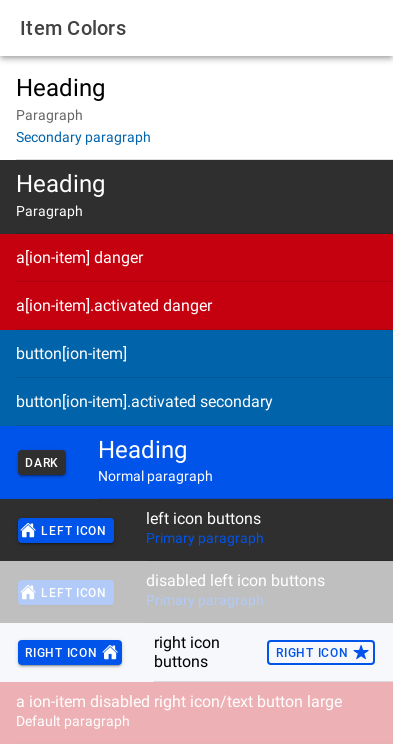 Item Colors
Heading
Paragraph
Secondary paragraph
Heading
Paragraph
a[ion-item] danger
a[ion-item].activated danger
button[ion-item]
button[ion-item].activated secondary
DARK
Heading
Normal paragraph
LEFT ICON
left icon buttons
Primary paragraph
LEFT ICON
disabled left icon buttons
Primary paragraph
RIGHT ICON
right icon
buttons
RIGHT ICON
a ion-item disabled right icon/text button large
Default paragraph